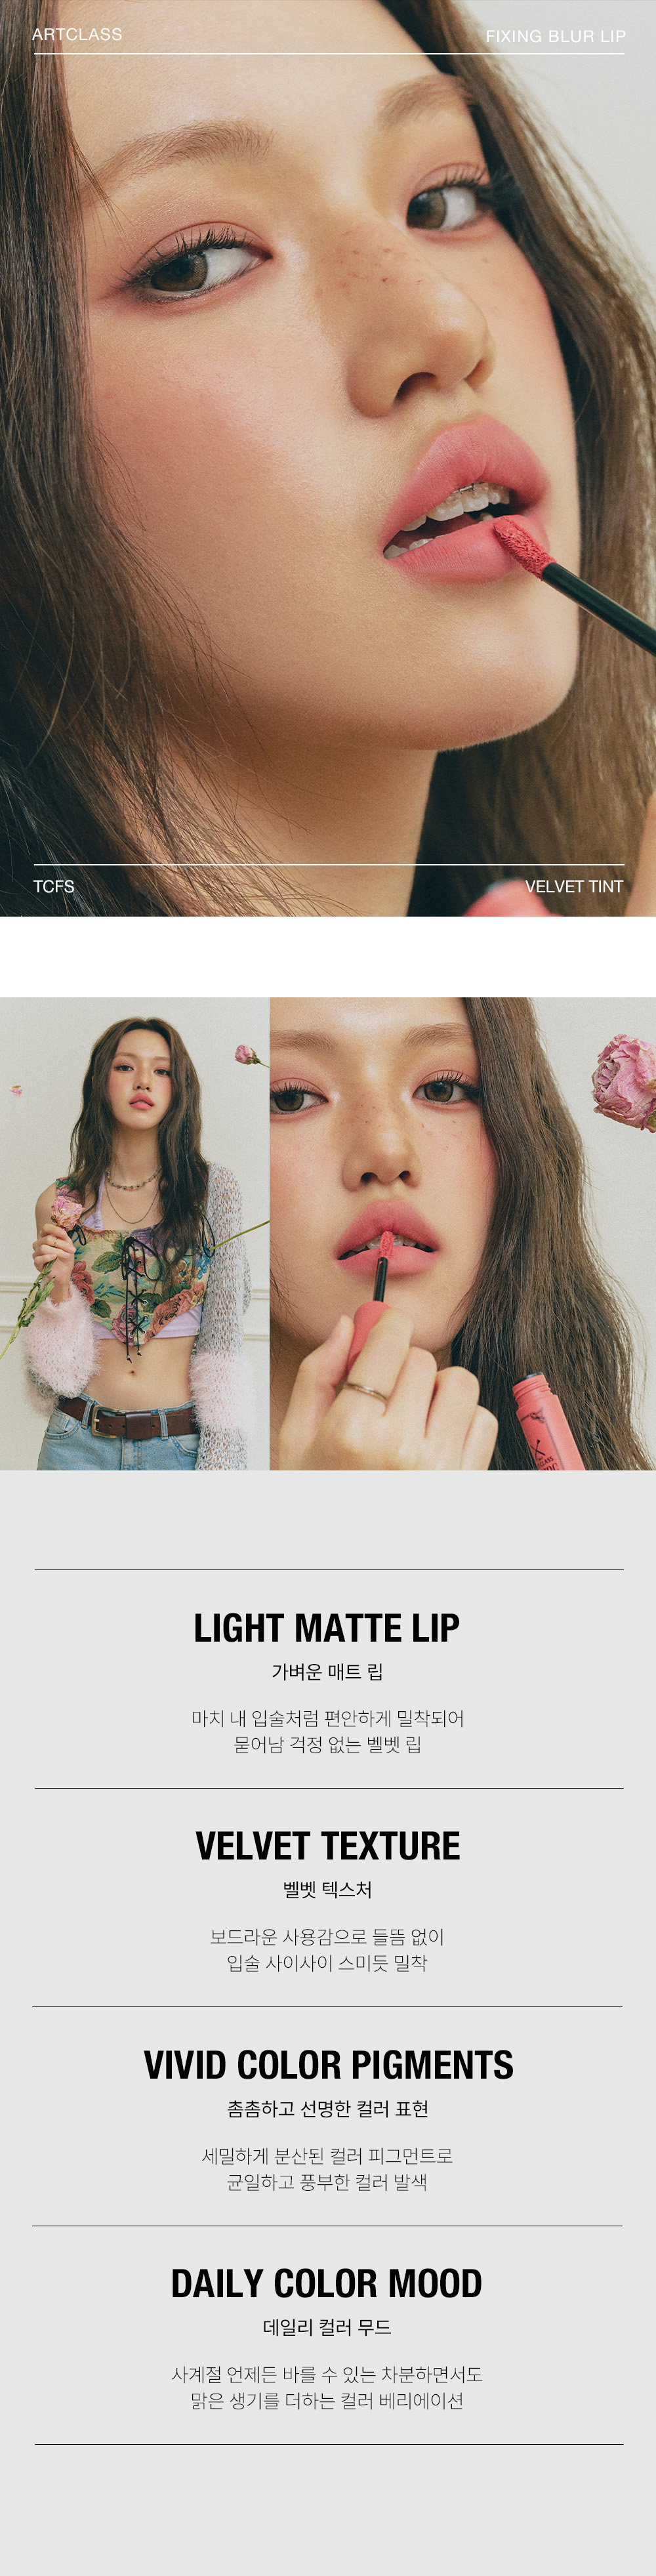 ARTCLASS
FIXING BLUR LIP
TCFS
VELVET TINT
LIGHT MATTE LIP
가벼운 매트 립
마치 내 입술처럼 편안하게 밀착되어
묻어남 걱정 없는 벨벳 립
VELVET TEXTURE
벨벳 텍스처
보드라운 사용감으로 들뜸 없이
입술 사이사이 스미듯 밀착
VIVID COLOR PIGMENTS
촘촘하고 선명한 컬러 표현
세밀하게 분산된 컬러 피그먼트로
균일하고 풍부한 컬러 발색
DAILY COLOR MOOD
데일리 컬러 무드
사계절 언제든 바를 수 있는 차분하면서도
맑은 생기를 더하는 컬러 베리에이션